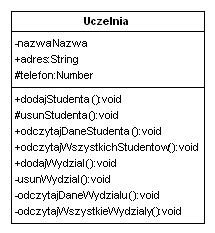 Uczelnia
-nazwaNazwa
+adres:String
#telefon:Number
+dodajStudenta():void
#usunStudenta():void
+odczytajDaneStudenta():void
+odczytajWszystkichStudentow():void
+dodajWydzial():void
-usunWydzial():void
-odczytajDaneWydzialu():void
-odczytajWszystkieWydzialy():void